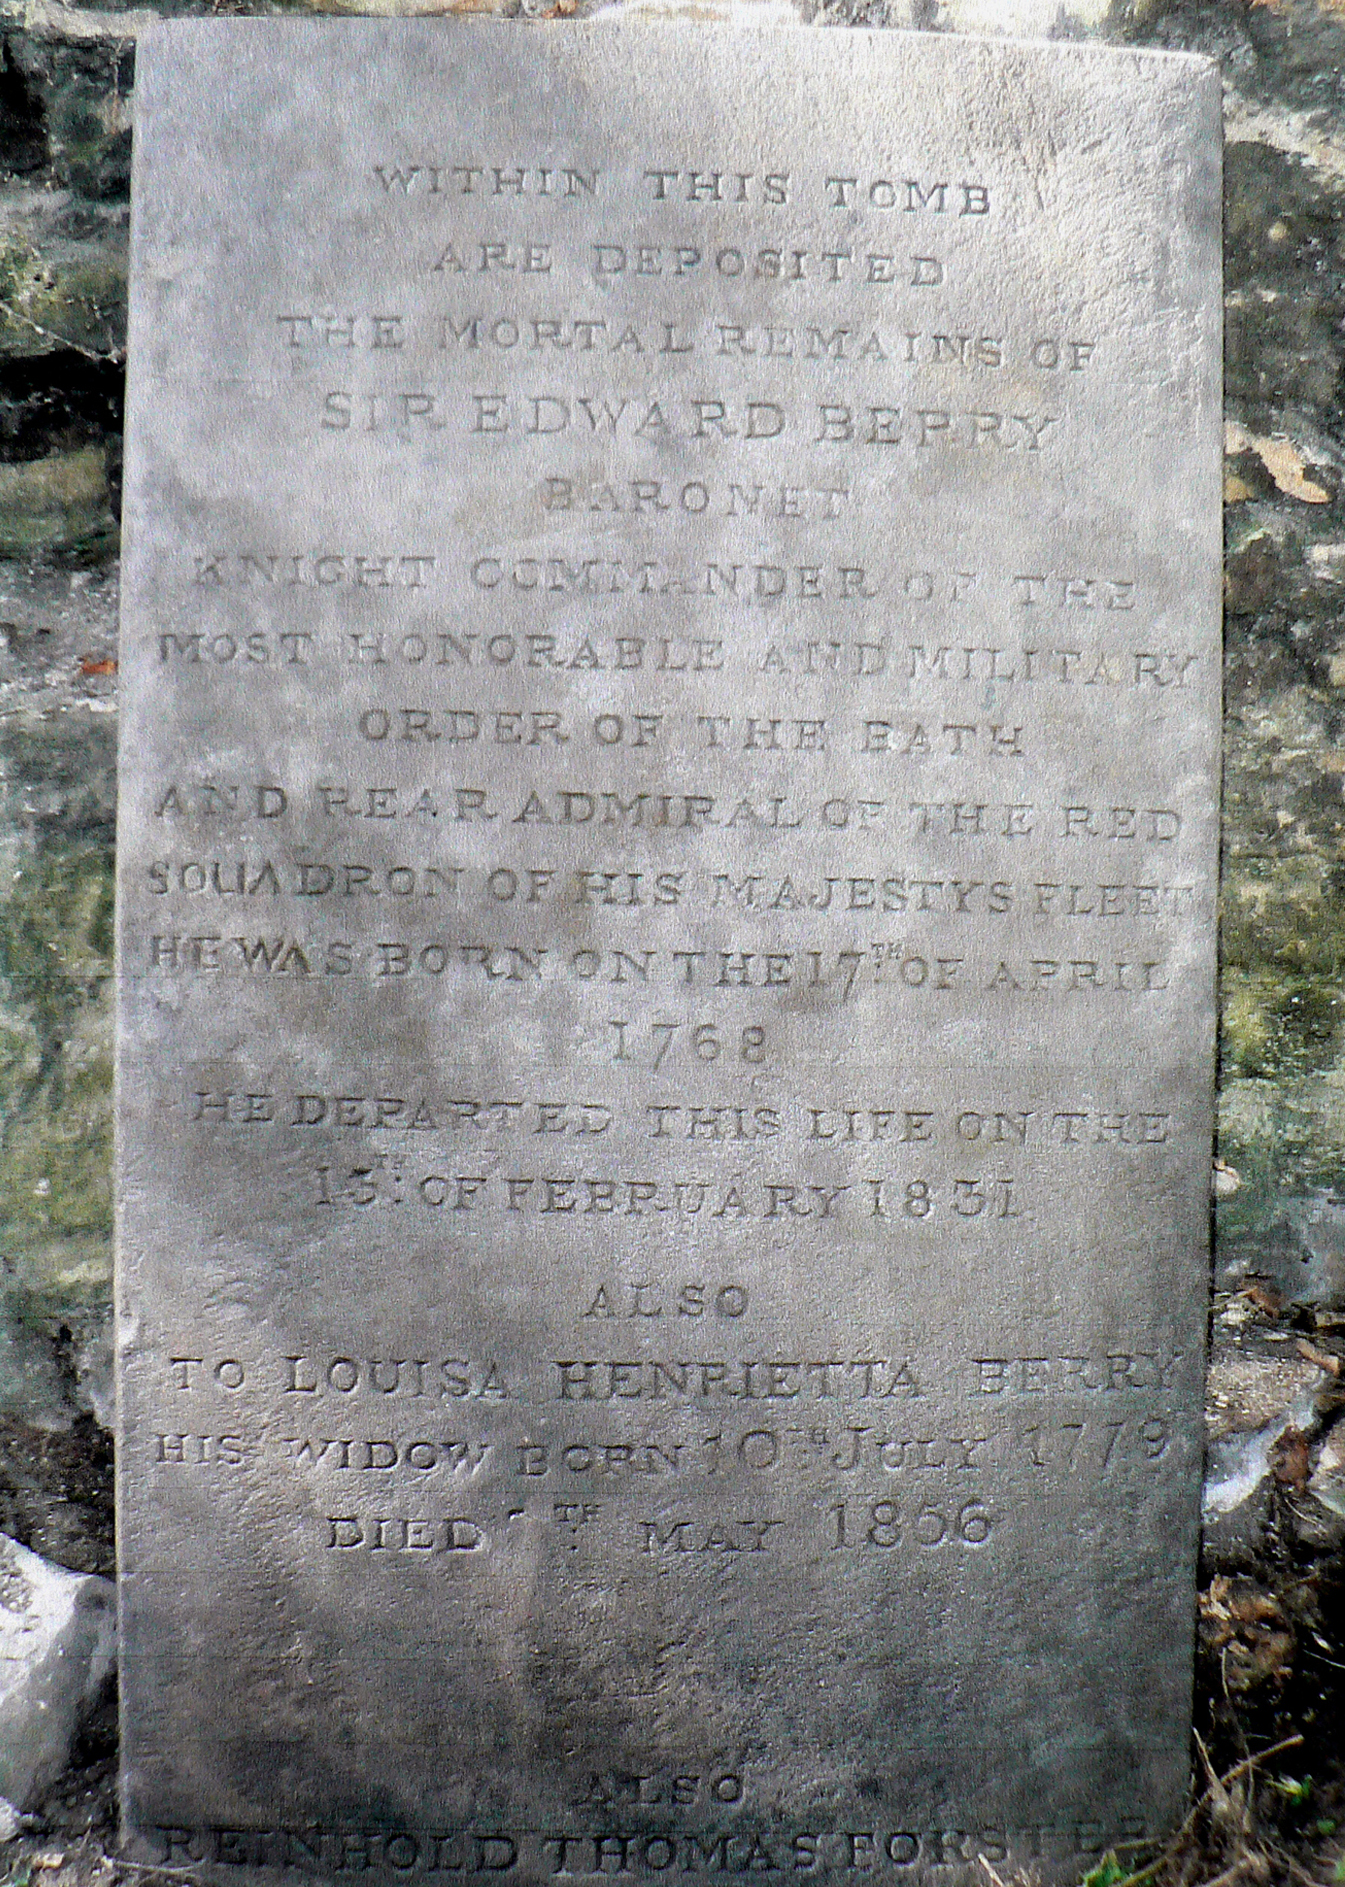 WITHIN THIS TOMB
ARE DEPOSITED
THE MORTAL REMAINS OF
SIR EDWARD BERRY
BARONET
KNIGHT COMMANDER OF THE
MOST HONORABLE AND MILITARY
ORDER OF THE BATH
AND REAR ADMIRAL OF THE RED
SQUADRON OF HIS MAJESTYS FLEET
HE WAS BORN ON THE 17TH OF APRIL
1768
HE DEPARTED THIS LIFE ON THE
13TH OF FEBRUARY 1831
ALSO
TO LOUISA HENRIETTA BERRY
HIS WIDOW BORN 10TH JULY 1779
DIED TH MAY 1856
ALSO
REINHOLD THOMAS FORSTER